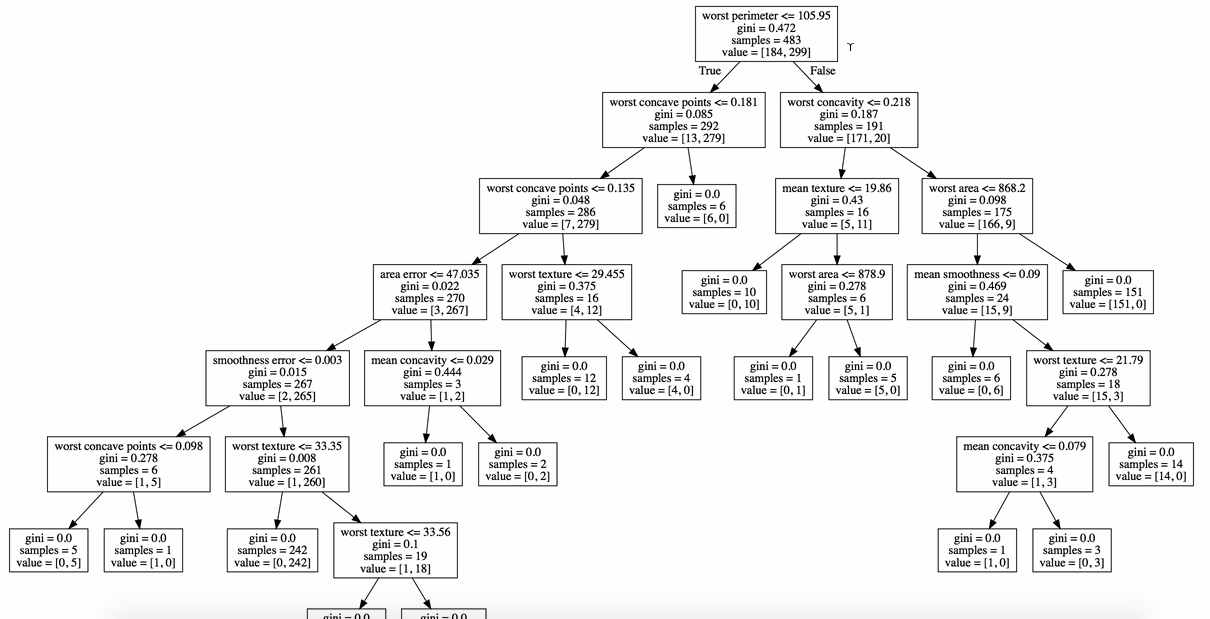 worst perimeter <= 105.95
gini = 0.472
samples = 483
value = [184, 299]
True
False
worst concave points <= 0.181
gini = 0.085
samples = 292
value = [13, 279]
worst concavity <= 0.218
gini = 0.187
samples = 191
value = [171, 20]
worst concave points <= 0.135
gini = 0.048
samples = 286
value = [7, 279]
gini = 0.0
samples = 6
value = [6, 0]
mean texture <= 19.86
gini = 0.43
samples = 16
value = [5, 11]
worst area <= 868.2
gini = 0.098
samples = 175
value = [166, 9]
area error <= 47.035
gini = 0.022
samples = 270
value = [3, 267]
worst texture <= 29.455
gini = 0.375
samples = 16
value = [4, 12]
gini = 0.0
samples = 10
value = [0, 10]
worst area <= 878.9
gini = 0.278
samples = 6
value = [5, 1]
mean smoothness <= 0.09
gini = 0.469
samples = 24
value = [15, 9]
gini = 0.0
samples = 151
value = [151, 0]
smoothness error <= 0.003
gini = 0.015
samples = 267
value = [2, 265]
mean concavity <= 0.029
gini = 0.444
samples = 3
value = [1, 2]
gini = 0.0
samples = 12
value = [0, 12]
gini = 0.0
samples = 4
value = [4, 0]
gini = 0.0
samples = 1
value = [0, 1]
gini = 0.0
samples = 5
value = [5, 0]
gini = 0.0
samples = 6
value = [0, 6]
worst texture <= 21.79
gini = 0.278
samples = 18
value = [15, 3]
worst concave points <= 0.098
gini = 0.278
samples = 6
value = [1, 5]
worst texture <= 33.35
gini = 0.008
samples = 261
value = [1, 260]
gini = 0.0
samples = 1
value = [1, 0]
gini = 0.0
samples = 2
value = [0, 2]
mean concavity <= 0.079
gini = 0.375
samples = 4
value = [1, 3]
gini = 0.0
samples = 14
value = [14, 0]
gini = 0.0
samples = 5
value = [0, 5]
gini = 0.0
samples = 1
value = [1, 0]
gini = 0.0
samples = 242
value = [0, 242]
worst texture <= 33.56
gini = 0.1
samples = 19
value = [1, 18]
gini = 0.0
samples = 1
value = [1, 0]
gini = 0.0
samples = 3
value = [0, 3]
gini = 0.0
gini = 0.0